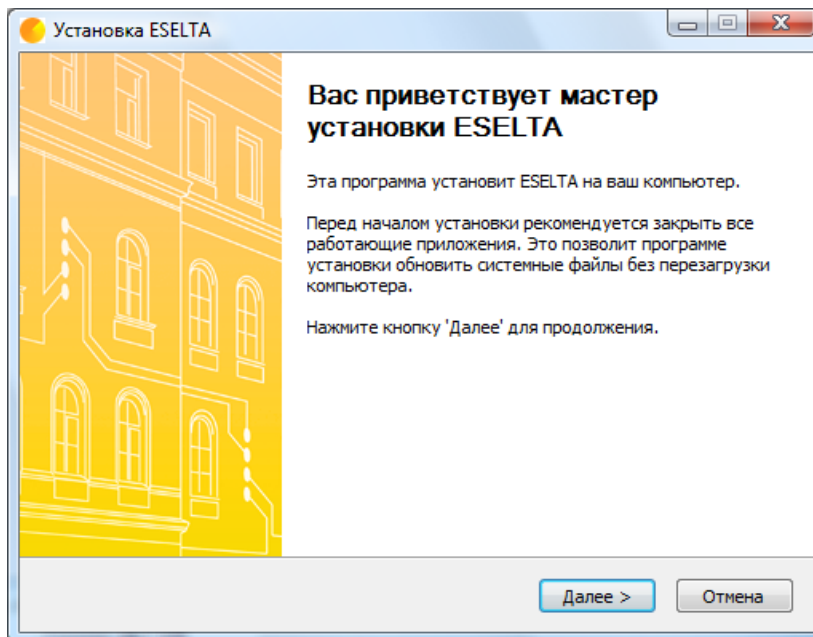 Установка ESELTA
Вас приветствует мастер
установки ESELTA
Эта программа установит ESELTA на ваш компьютер.
Перед началом установки рекомендуется закрыть все
работающие приложения. Это позволит программе
установки обновить системные файлы без перезагрузки
компьютера.
Нажмите кнопку 'Далее' для продолжения.
Далее >
Отмена